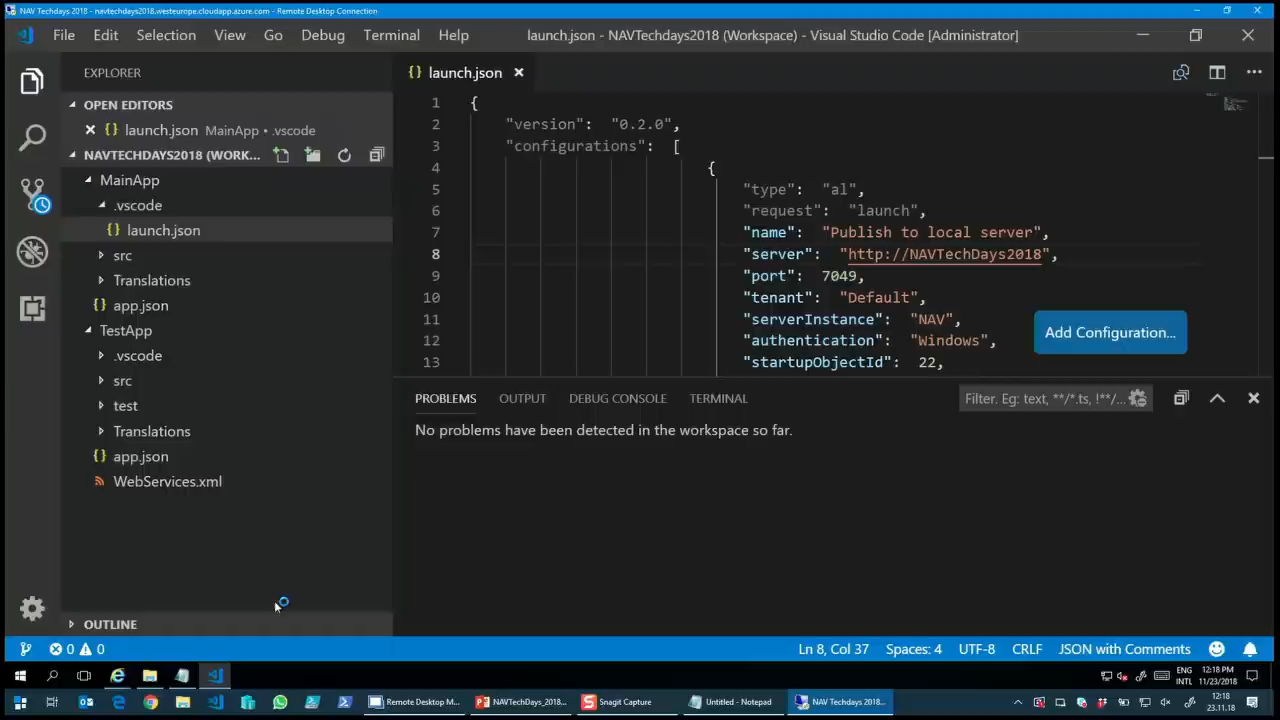 NAV Techdays 2018 - navtechdays2018.westeurope.cloudapp.azure.com - Remote Desktop Connection
File Edit Selection View Go Debug Terminal Help
launch.json - NAVTechdays2018 (Workspace) - Visual Studio Code [Administrator]
EXPLORER
OPEN EDITORS
launch.json MainApp • .vscode
NAVTECHDAYS2018 (WORK...
MainApp
.vscode
launch.json
src
Translations
app.json
TestApp
.vscode
src
test
Translations
app.json
WebServices.xml
OUTLINE
launch.json
1 {
2 "version": "0.2.0",
3 "configurations": [
4 {
5 "type": "al",
6 "request": "launch",
7 "name": "Publish to local server",
8 "server": "http://NAVTechDays2018",
9 "port": 7049,
10 "tenant": "Default",
11 "serverInstance": "NAV",
12 "authentication": "Windows",
13 "startupObjectId": 22,
Add Configuration...
PROBLEMS OUTPUT DEBUG CONSOLE TERMINAL
Filter. Eg: text, **/*.ts, !**/...
No problems have been detected in the workspace so far.
0 0
Ln 8, Col 37 Spaces: 4 UTF-8 CRLF JSON with Comments
ENG
INTL
12:18 PM
11/23/2018
Remote Desktop M...
NAVTechDays_2018...
Snagit Capture
Untitled - Notepad
NAV Techdays 2018...
12:18
23.11.18